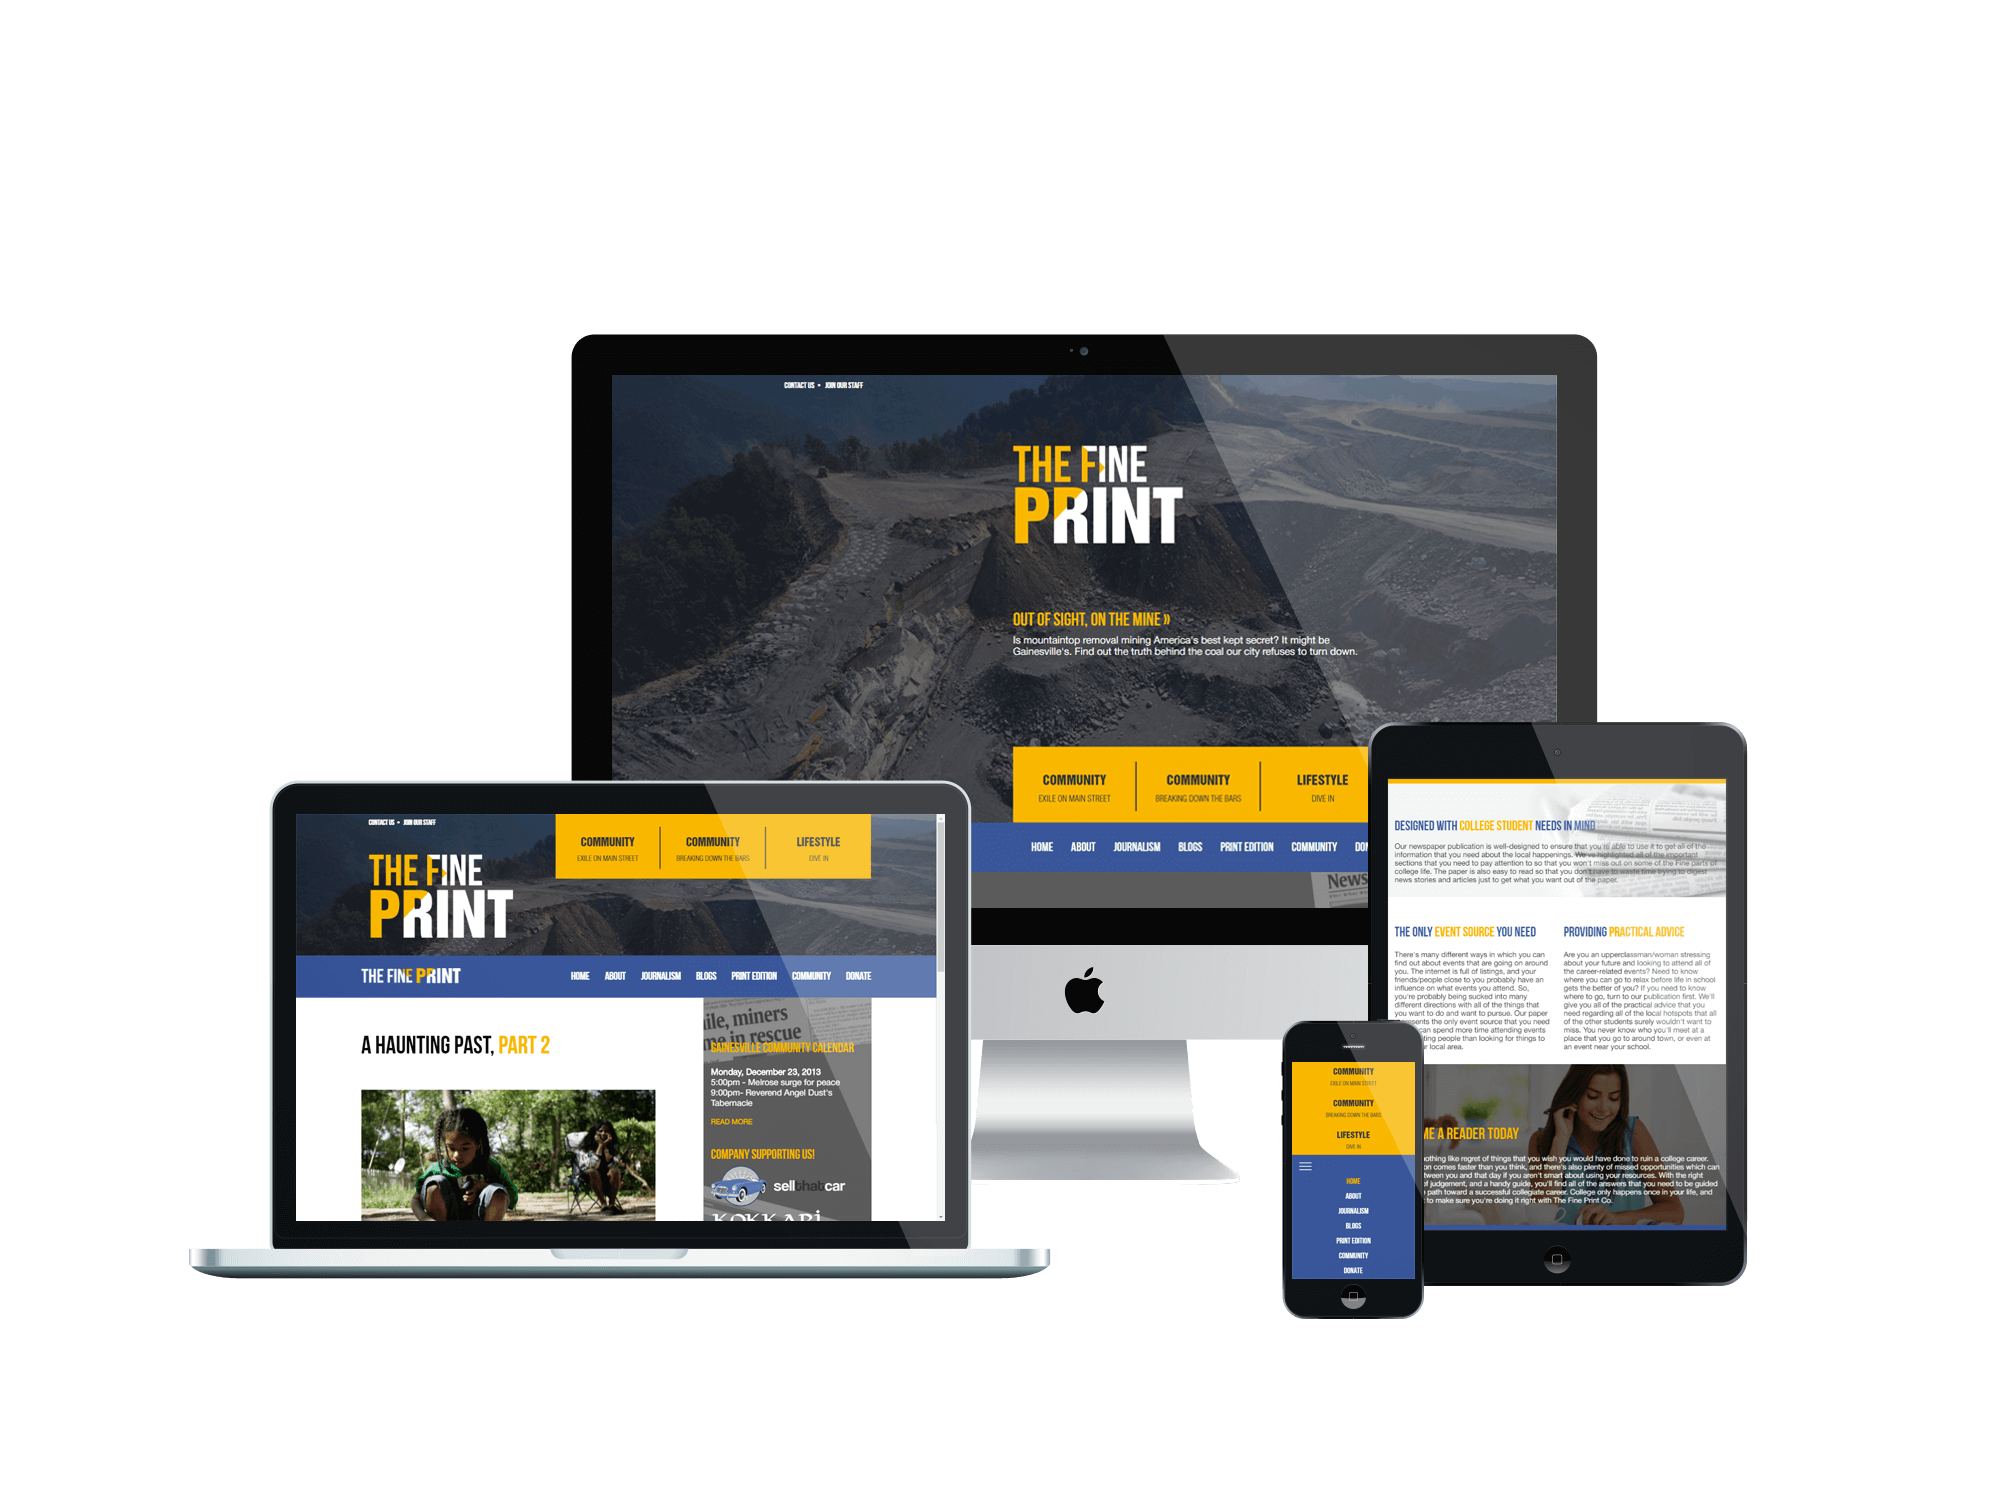 CONTACT US • JOIN OUR STAFF
THE FINE
PRINT
OUT OF SIGHT, ON THE MINE »
Is mountaintop removal mining America's best kept secret? It might be
Gainesville's. Find out the truth behind the coal our city refuses to turn down.
COMMUNITY
EXILE ON MAIN STREET
COMMUNITY
BREAKING DOWN THE BARS
LIFESTYLE
DIVE IN
HOME ABOUT JOURNALISM BLOGS PRINT EDITION COMMUNITY DON
News
CONTACT US • JOIN OUR STAFF
THE FINE
PRINT
COMMUNITY
EXILE ON MAIN STREET
COMMUNITY
BREAKING DOWN THE BARS
LIFESTYLE
DIVE IN
THE FINE PRINT
HOME ABOUT JOURNALISM BLOGS PRINT EDITION COMMUNITY DONATE
A HAUNTING PAST, PART 2
ile, miners
me in rescue
GAINESVILLE COMMUNITY CALENDAR
Monday, December 23, 2013
5:00pm - Melrose surge for peace
9:00pm- Reverend Angel Dust's
Tabernacle
READ MORE
COMPANY SUPPORTING US!
sellthatcar
KOKKARI
DESIGNED WITH COLLEGE STUDENT NEEDS IN MIND
Our newspaper publication is well-designed to ensure that you're able to use it to get all of the
information that you need about the local happenings. We've highlighted all of the important
sections that you need to pay attention to so that you won't miss out on some of the Fine parts of
college life. The paper is also easy to read so that you don't have to waste time trying to digest
news stories and articles just to get what you want out of the paper.
THE ONLY EVENT SOURCE YOU NEED
There's many different ways in which you can
find out about events that are going on around
you. The internet is full of listings, and your
friends/people close to you probably have an
influence on what events you attend. So,
you're probably being sucked into many
different directions with all of the things that
you want to do and want to pursue. Our paper
presents the only event source that you need
can spend more time attending events
ting people than looking for things to
ur local area.
PROVIDING PRACTICAL ADVICE
Are you an upperclassman/woman stressing
about your future and looking to attend all of
the career-related events? Need to know
where you can go to relax before life in school
gets the better of you? If you need to know
where to go, turn to our publication first. We'll
give you all of the practical advice that you
need regarding all of the local hotspots that all
of the other students surely wouldn't want to
miss. You never know who you'll meet at a
place that you go to around town, or even at
an event near your school.
ME A READER TODAY
othing like regret of things that you wish you would have done to ruin a college career.
on comes faster than you think, and there's also plenty of missed opportunities which can
tween you and that day if you aren't smart about using your resources. With the right
of judgement, and a handy guide, you'll find all of the answers that you need to be guided
path toward a successful collegiate career. College only happens once in your life, and
t to make sure you're doing it right with The Fine Print Co.
COMMUNITY
EXILE ON MAIN STREET
COMMUNITY
BREAKING DOWN THE BARS
LIFESTYLE
DIVE IN
HOME
ABOUT
JOURNALISM
BLOGS
PRINT EDITION
COMMUNITY
DONATE